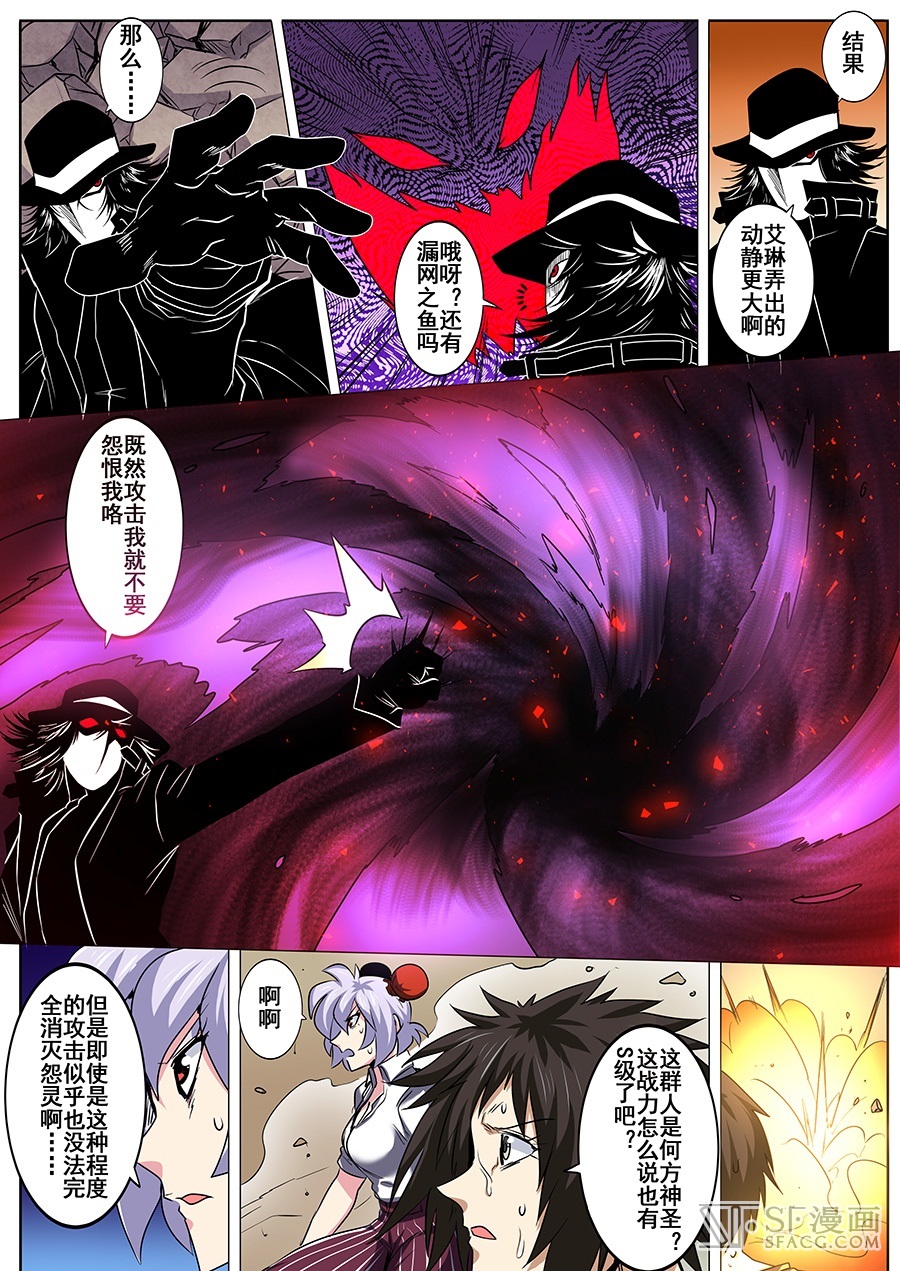 结果
艾琳弄出的
动静更大啊
哦呀？还有
漏网之鱼吗
那么……
既然攻击我就不要
怨恨我咯
这群人是何方神圣？
这战力怎么说也有
S级了吧？
啊
啊
但是即使是这种程度
的攻击似乎也没法完
全消灭怨灵啊……
SF漫画
SFACG.COM